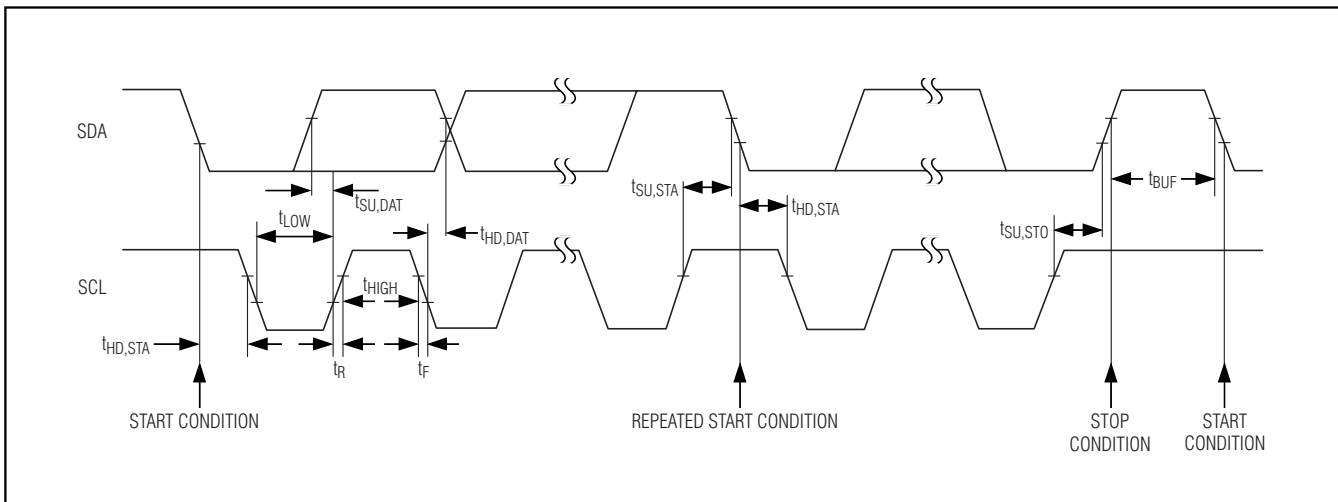 SDA
tSU,DAT
tLOW
tHD,DAT
tSU,STA
tHD,STA
tBUF
tSU,STO
SCL
tHIGH
tHD,STA
tR
tF
START CONDITION
REPEATED START CONDITION
STOP
CONDITION
START
CONDITION